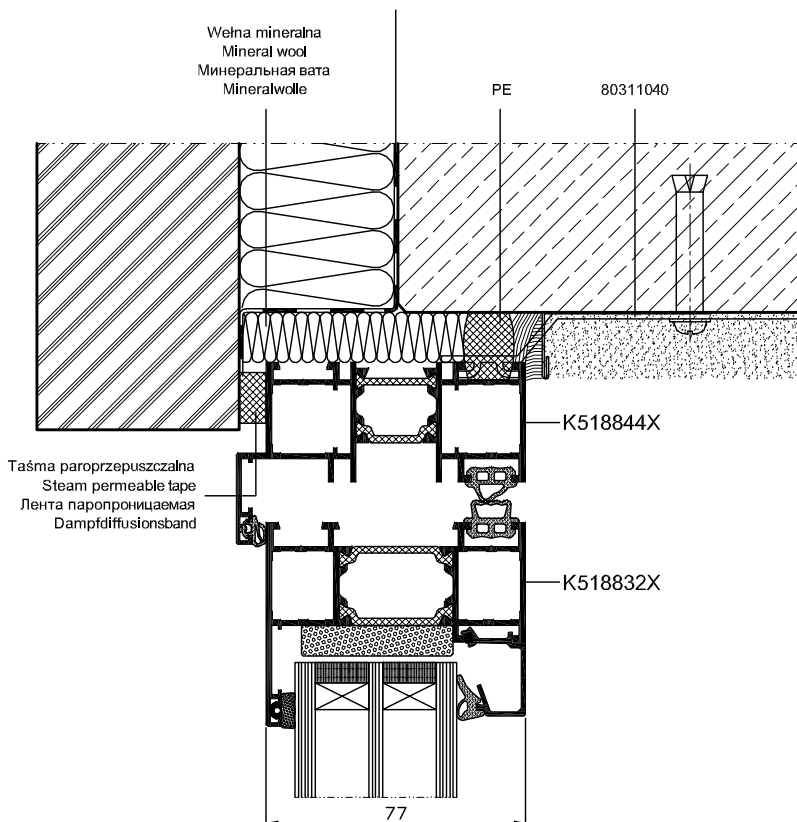 Wełna mineralna
Mineral wool
Минеральная вата
Mineralwolle
PE
80311040
K518844X
Taśma paroprzepuszczalna
Steam permeable tape
Лента паропроницаемая
Dampfdiffusionsband
K518832X
77